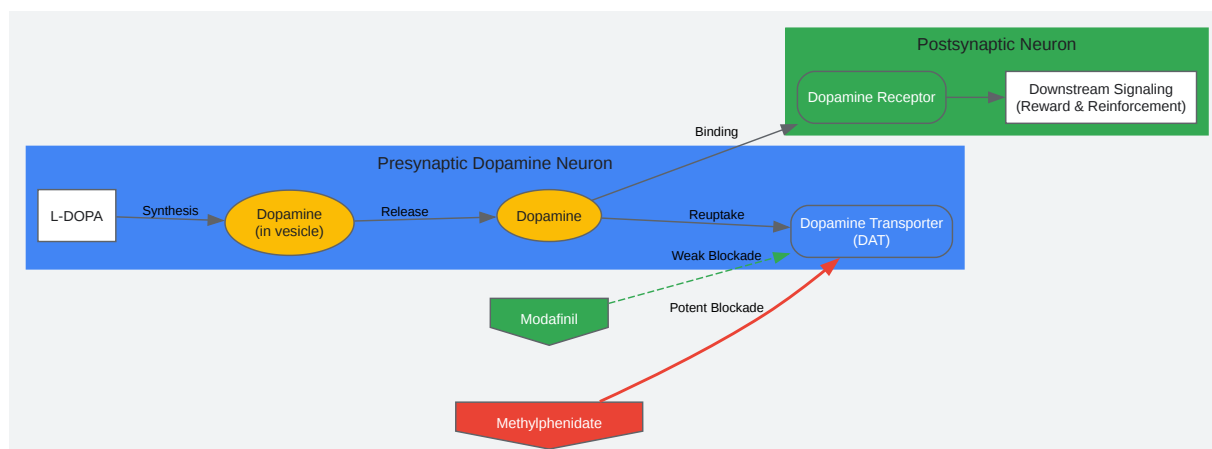 Postsynaptic Neuron
Dopamine Receptor
Downstream Signaling
(Reward & Reinforcement)
Binding
Presynaptic Dopamine Neuron
L-DOPA
Synthesis
Dopamine
(in vesicle)
Release
Dopamine
Reuptake
Dopamine Transporter
(DAT)
Weak Blockade
Modafinil
Potent Blockade
Methylphenidate